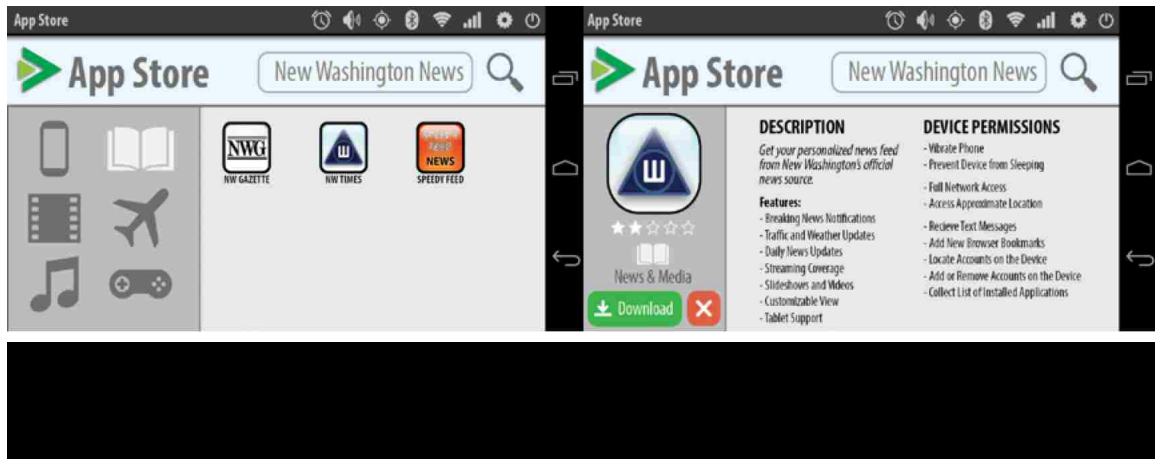 App Store
App Store
New Washington News
NWG
NW GAZETTE
W
NW TIMES
NEWS
SPEEDY FEED
App Store
App Store
New Washington News
W
News & Media
Download
DESCRIPTION
Get your personalized news feed
from New Washington's official
news source.
Features:
- Breaking News Notifications
- Traffic and Weather Updates
- Daily News Updates
- Streaming Coverage
- Slideshows and Videos
- Customizable View
- Tablet Support
DEVICE PERMISSIONS
- Vibrate Phone
- Prevent Device from Sleeping
- Full Network Access
- Access Approximate Location
- Recieve Text Messages
- Add New Browser Bookmarks
- Locate Accounts on the Device
- Add or Remove Accounts on the Device
- Collect List of Installed Applications